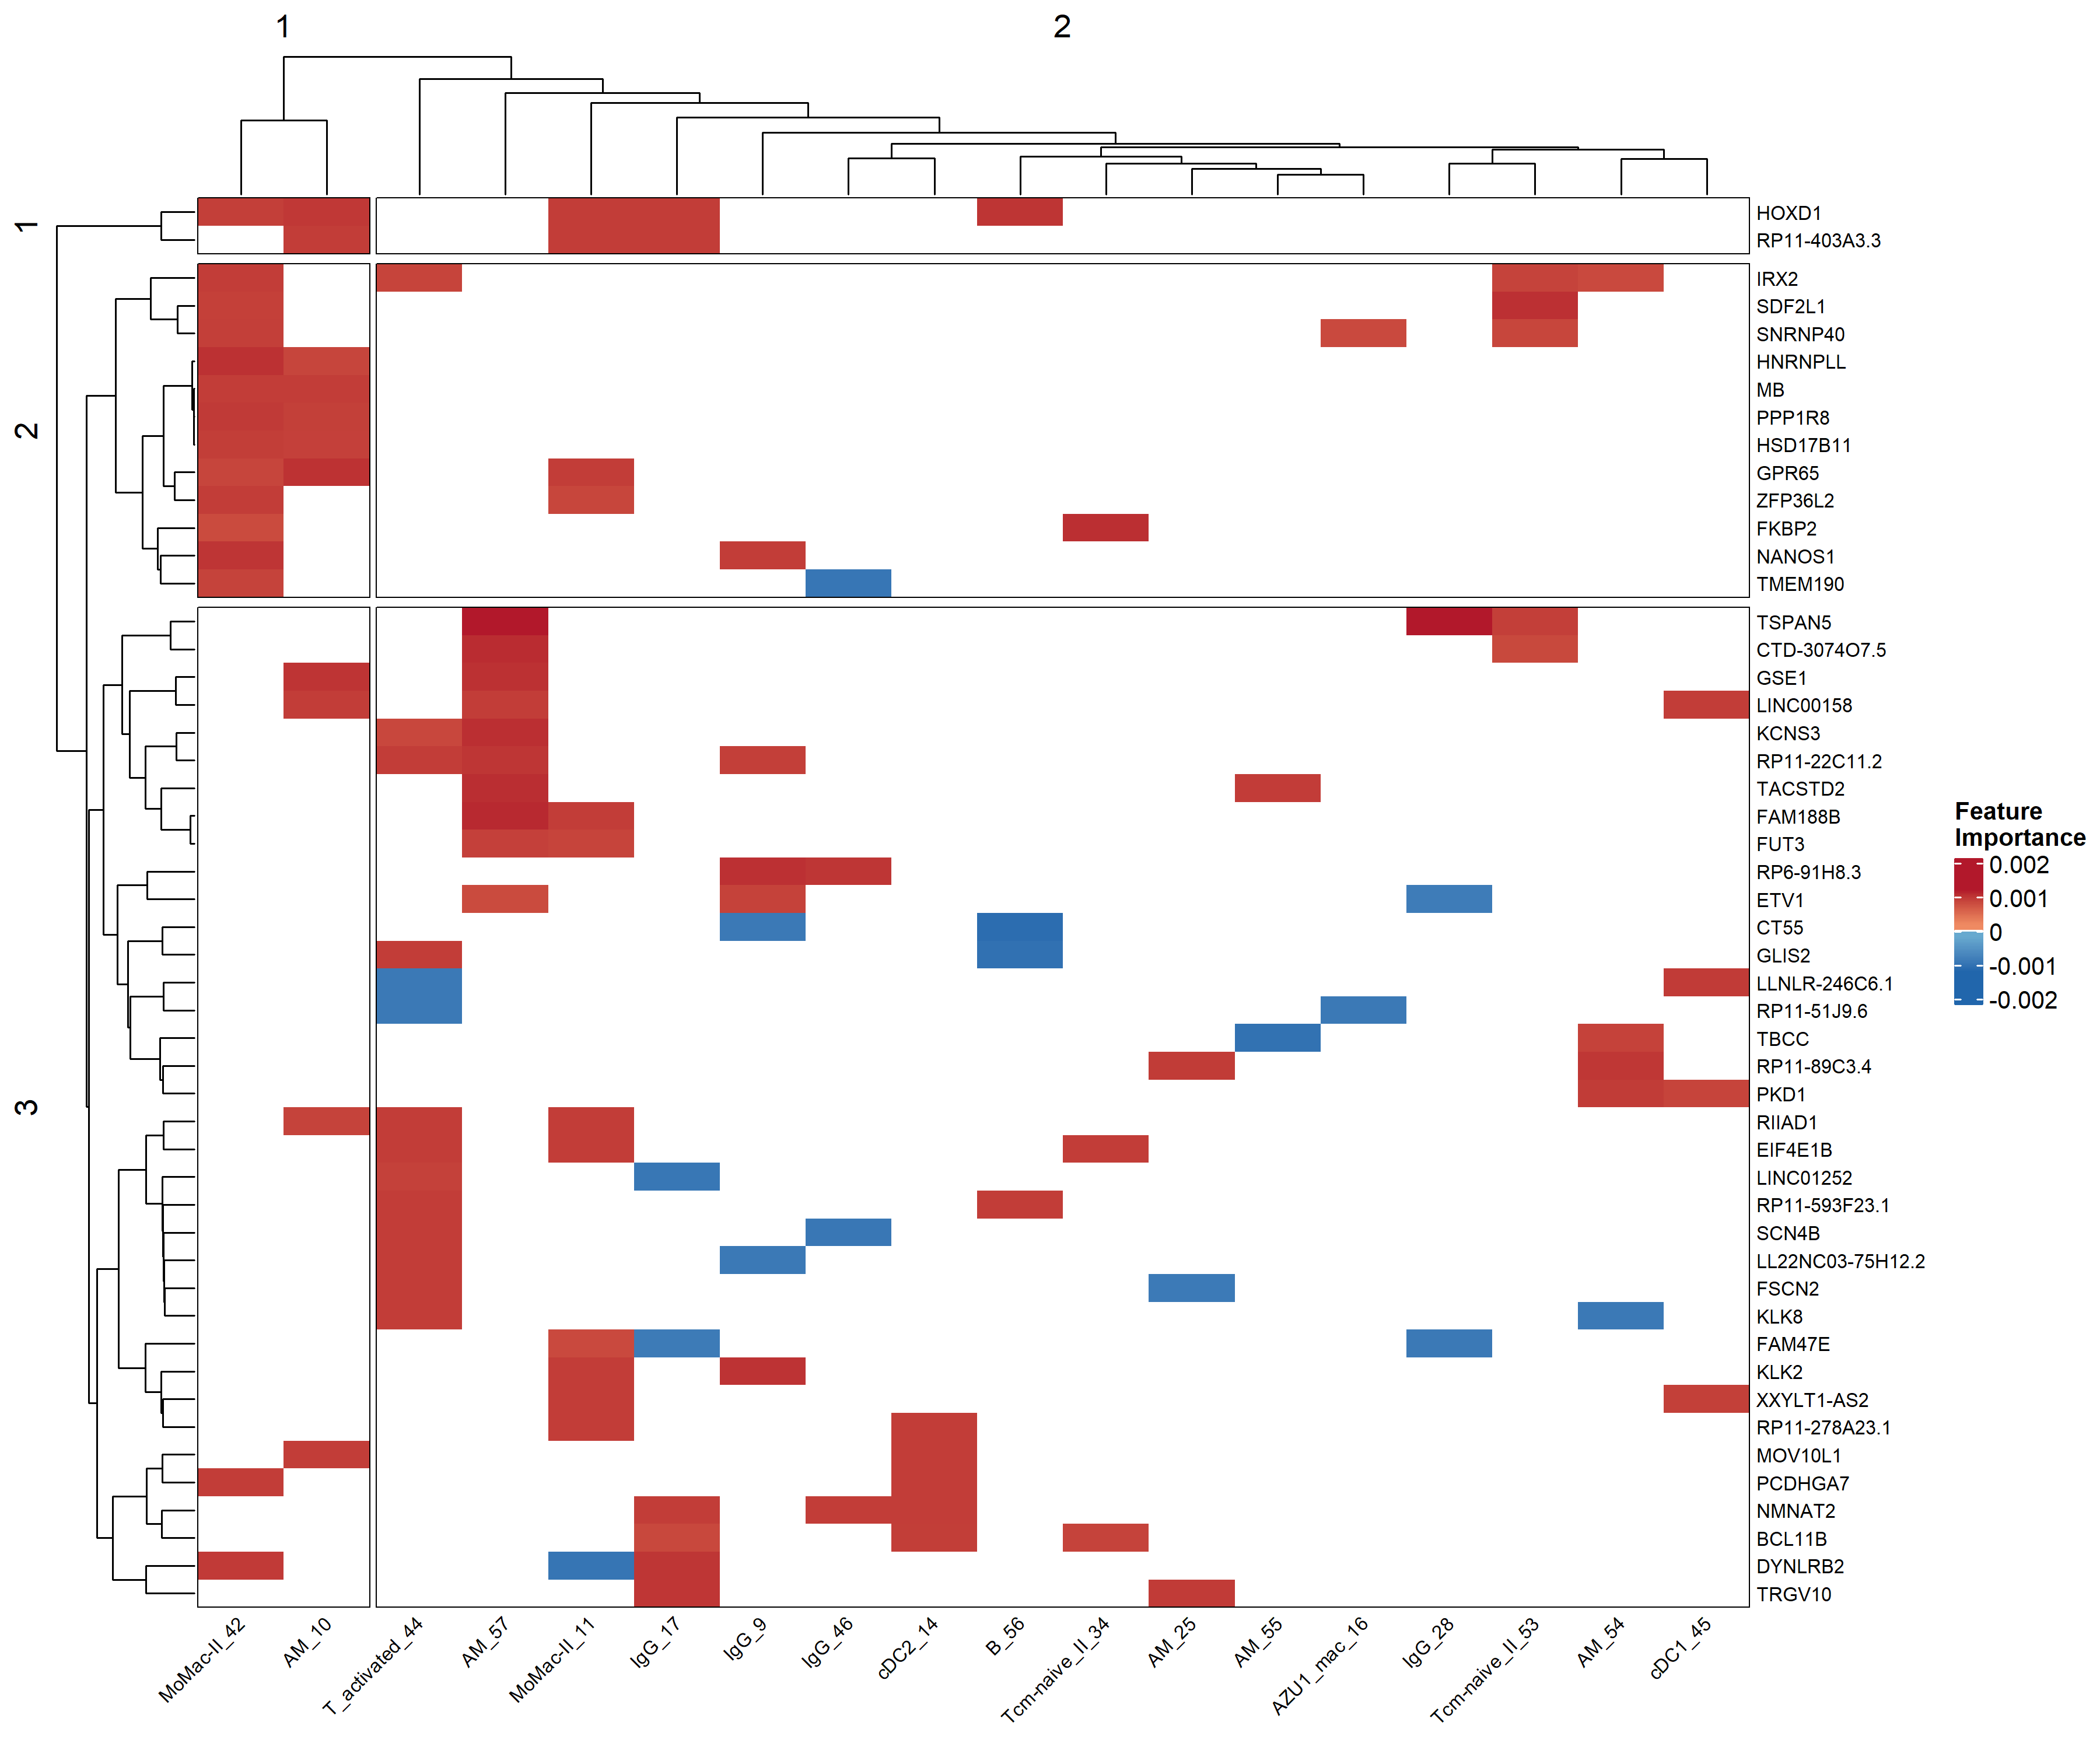 1
2
1
2
3
HOXD1
RP11-403A3.3
IRX2
SDF2L1
SNRNP40
HNRNPLL
MB
PPP1R8
HSD17B11
GPR65
ZFP36L2
FKBP2
NANOS1
TMEM190
TSPAN5
CTD-3074O7.5
GSE1
LINC00158
KCNS3
RP11-22C11.2
TACSTD2
FAM188B
FUT3
RP6-91H8.3
ETV1
CT55
GLIS2
LLNLR-246C6.1
RP11-51J9.6
TBCC
RP11-89C3.4
PKD1
RIIAD1
EIF4E1B
LINC01252
RP11-593F23.1
SCN4B
LL22NC03-75H12.2
FSCN2
KLK8
FAM47E
KLK2
XXYLT1-AS2
RP11-278A23.1
MOV10L1
PCDHGA7
NMNAT2
BCL11B
DYNLRB2
TRGV10
MoMac-II_42
AM_10
T_activated_44
AM_57
MoMac-II_11
IgG_17
IgG_9
IgG_46
cDC2_14
B_56
Tcm-naive_II_34
AM_25
AM_55
AZU1_mac_16
IgG_28
Tcm-naive_II_53
AM_54
cDC1_45
Feature
Importance
0.002
0.001
0
-0.001
-0.002